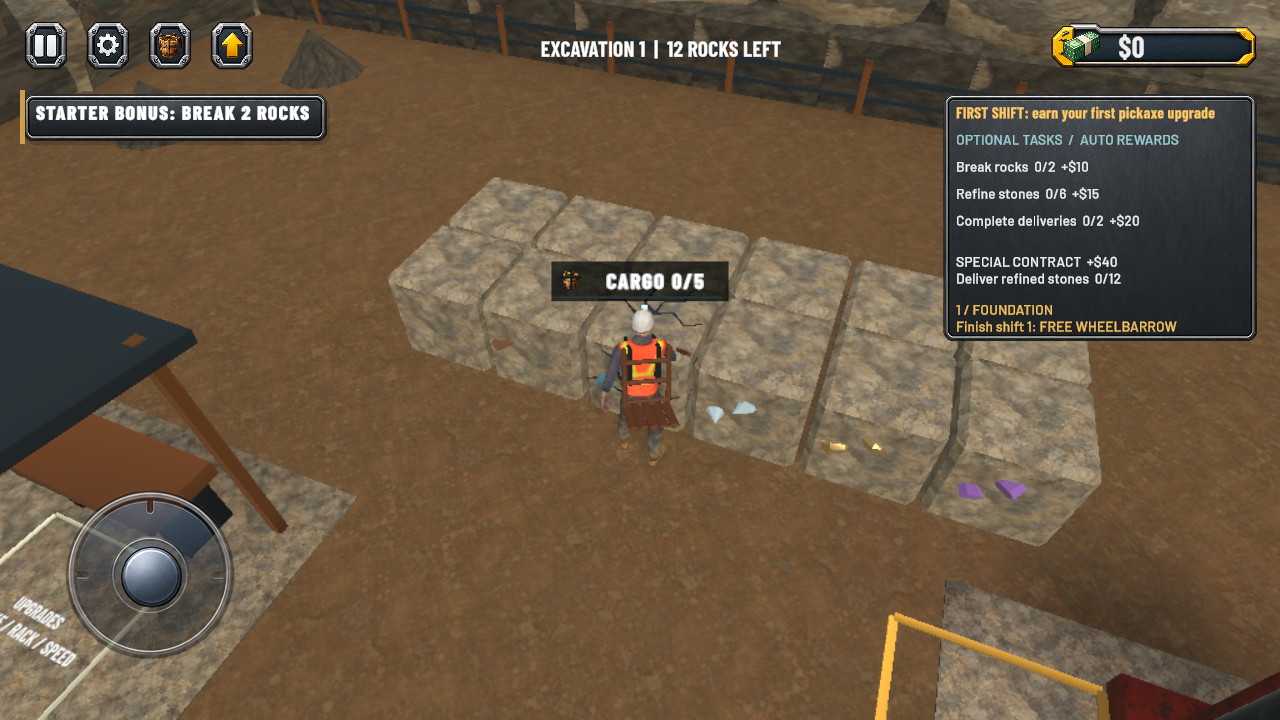 EXCAVATION 1 | 12 ROCKS LEFT
$0
STARTER BONUS: BREAK 2 ROCKS
FIRST SHIFT: earn your first pickaxe upgrade
OPTIONAL TASKS / AUTO REWARDS
Break rocks 0/2 +$10
Refine stones 0/6 +$15
Complete deliveries 0/2 +$20
SPECIAL CONTRACT +$40
Deliver refined stones 0/12
1 / FOUNDATION
Finish shift 1: FREE WHEELBARROW
CARGO 0/5
UPGRADES
/ RACK / SPEED